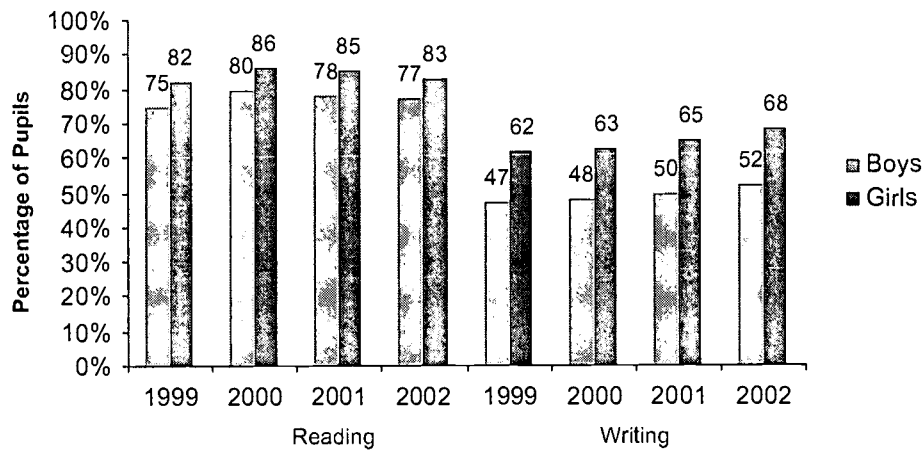 Percentage of Pupils
100%
90%
80%
70%
60%
50%
40%
30%
20%
10%
0%
75 82 80 86 78 85 77 83 47 62 48 63 50 65 52 68
1999 2000 2001 2002 1999 2000 2001 2002
Reading Writing
Boys
Girls